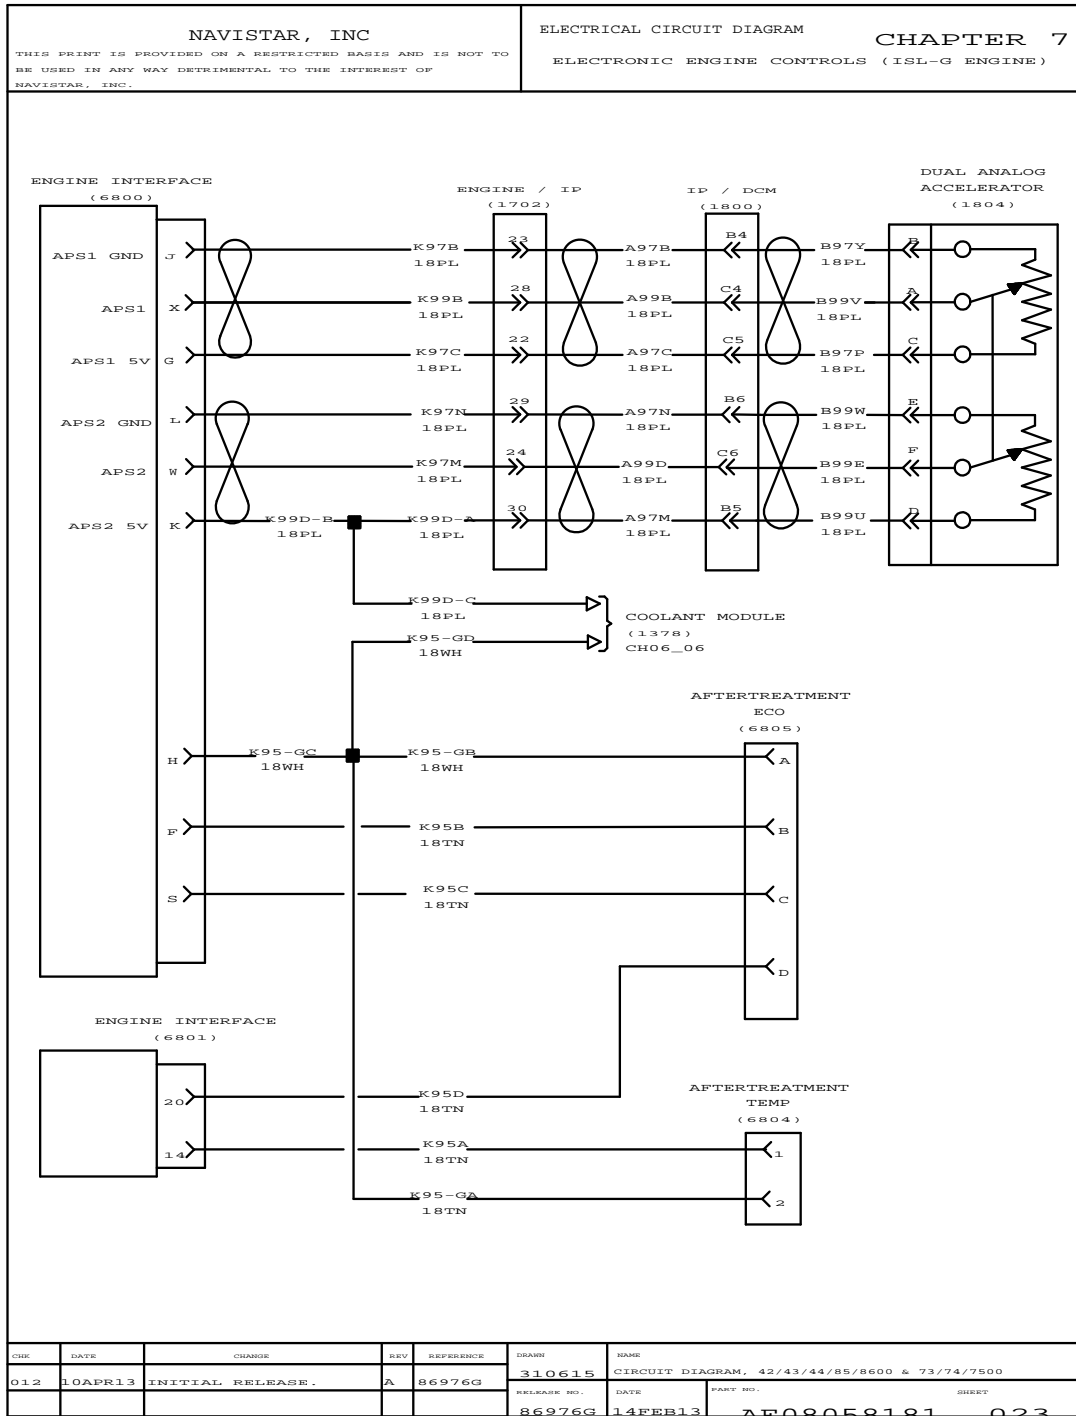 NAVISTAR, INC
THIS PRINT IS PROVIDED ON A RESTRICTED BASIS AND IS NOT TO
BE USED IN ANY WAY DETRIMENTAL TO THE INTEREST OF
NAVISTAR, INC.
ELECTRICAL CIRCUIT DIAGRAM
CHAPTER 7
ELECTRONIC ENGINE CONTROLS (ISL-G ENGINE)
ENGINE INTERFACE
(6800)
ENGINE / IP
(1702)
IP / DCM
(1800)
DUAL ANALOG
ACCELERATOR
(1804)
APS1 GND J K97B 23 A97B B4 B97Y B
18PL 18PL 18PL
APS1 X K99B 28 A99B C4 B99V A
18PL 18PL 18PL
APS1 5V G K97C 22 A97C C5 B97P C
18PL 18PL 18PL
APS2 GND L K97N 29 A97N B6 B99W E
18PL 18PL 18PL
APS2 W K97M 24 A99D C6 B99E F
18PL 18PL 18PL
APS2 5V K K99D-B K99D-A 30 A97M B5 B99U D
18PL 18PL 18PL 18PL
K99D-C
18PL
COOLANT MODULE
(1378)
CH06_06
K95-GD
18WH
AFTERTREATMENT
ECO
(6805)
H K95-GC K95-GB A
18WH 18WH
F K95B B
18TN
S K95C C
18TN
D
ENGINE INTERFACE
(6801)
20 K95D
18TN
AFTERTREATMENT
TEMP
(6804)
14 K95A 1
18TN
K95-GA 2
18TN
CHK DATE CHANGE REV REFERENCE DRAWN NAME
012 10APR13 INITIAL RELEASE. A 86976G 310615 CIRCUIT DIAGRAM, 42/43/44/85/8600 & 73/74/7500
RELEASE NO. DATE PART NO. SHEET
86976G 14FEB13 AF08058181 023